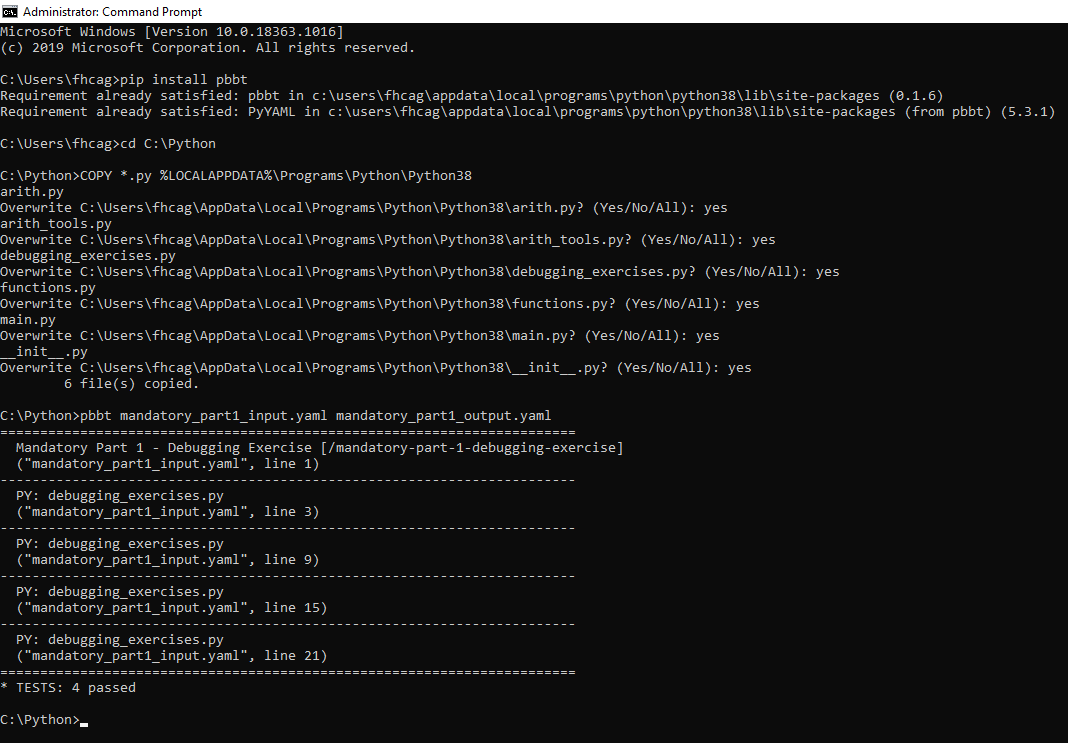 Administrator: Command Prompt
Microsoft Windows [Version 10.0.18363.1016]
(c) 2019 Microsoft Corporation. All rights reserved.
C:\Users\fhcag>pip install pbbt
Requirement already satisfied: pbbt in c:\users\fhcag\appdata\local\programs\python\python38\lib\site-packages (0.1.6)
Requirement already satisfied: PyYAML in c:\users\fhcag\appdata\local\programs\python\python38\lib\site-packages (from pbbt) (5.3.1)
C:\Users\fhcag>cd C:\Python
C:\Python>COPY *.py %LOCALAPPDATA%\Programs\Python\Python38
arith.py
Overwrite C:\Users\fhcag\AppData\Local\Programs\Python\Python38\arith.py? (Yes/No/All): yes
arith_tools.py
Overwrite C:\Users\fhcag\AppData\Local\Programs\Python\Python38\arith_tools.py? (Yes/No/All): yes
debugging_exercises.py
Overwrite C:\Users\fhcag\AppData\Local\Programs\Python\Python38\debugging_exercises.py? (Yes/No/All): yes
functions.py
Overwrite C:\Users\fhcag\AppData\Local\Programs\Python\Python38\functions.py? (Yes/No/All): yes
main.py
Overwrite C:\Users\fhcag\AppData\Local\Programs\Python\Python38\main.py? (Yes/No/All): yes
__init__.py
Overwrite C:\Users\fhcag\AppData\Local\Programs\Python\Python38\__init__.py? (Yes/No/All): yes
        6 file(s) copied.
C:\Python>pbbt mandatory_part1_input.yaml mandatory_part1_output.yaml
========================================================================
  Mandatory Part 1 - Debugging Exercise [/mandatory-part-1-debugging-exercise]
  ("mandatory_part1_input.yaml", line 1)
------------------------------------------------------------------------
  PY: debugging_exercises.py
  ("mandatory_part1_input.yaml", line 3)
------------------------------------------------------------------------
  PY: debugging_exercises.py
  ("mandatory_part1_input.yaml", line 9)
------------------------------------------------------------------------
  PY: debugging_exercises.py
  ("mandatory_part1_input.yaml", line 15)
------------------------------------------------------------------------
  PY: debugging_exercises.py
  ("mandatory_part1_input.yaml", line 21)
========================================================================
* TESTS: 4 passed
C:\Python>